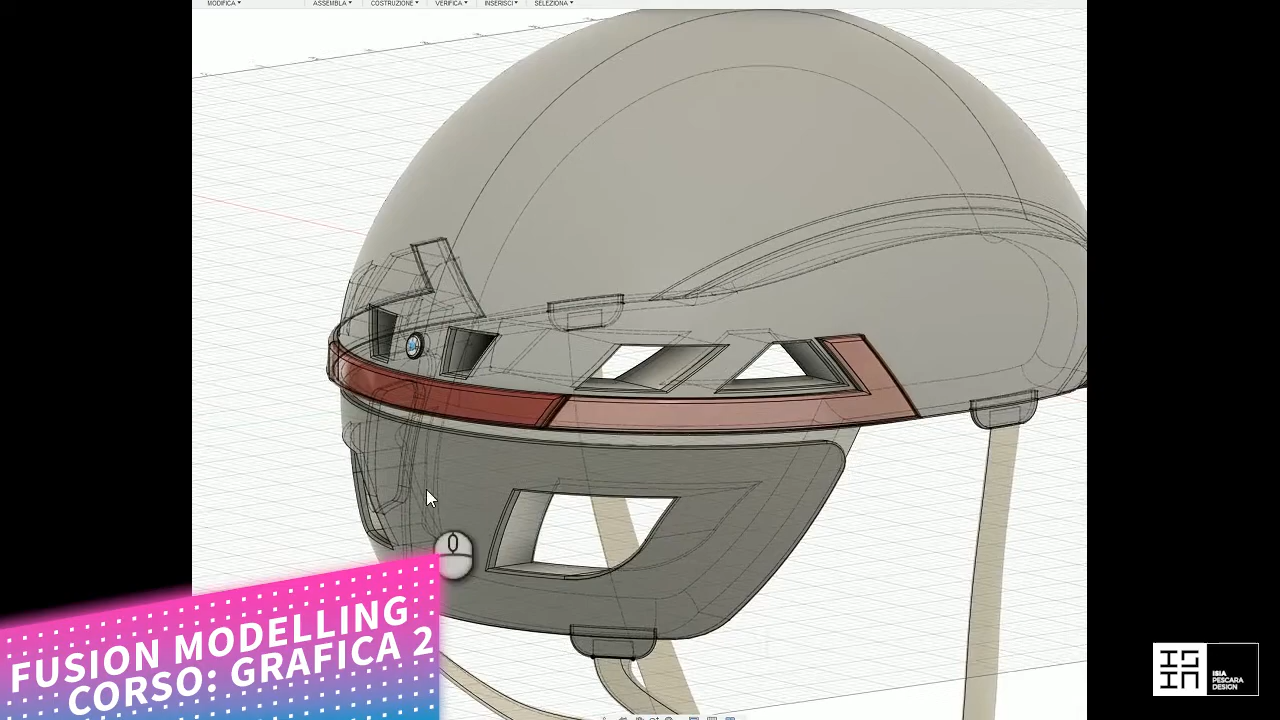 MODIFICA ASSEMBLA COSTRUZIONE VERIFICA INSERISCI SELEZIONA
FUSION MODELLING
CORSO: GRAFICA 2
ISIA
PESCARA
DESIGN